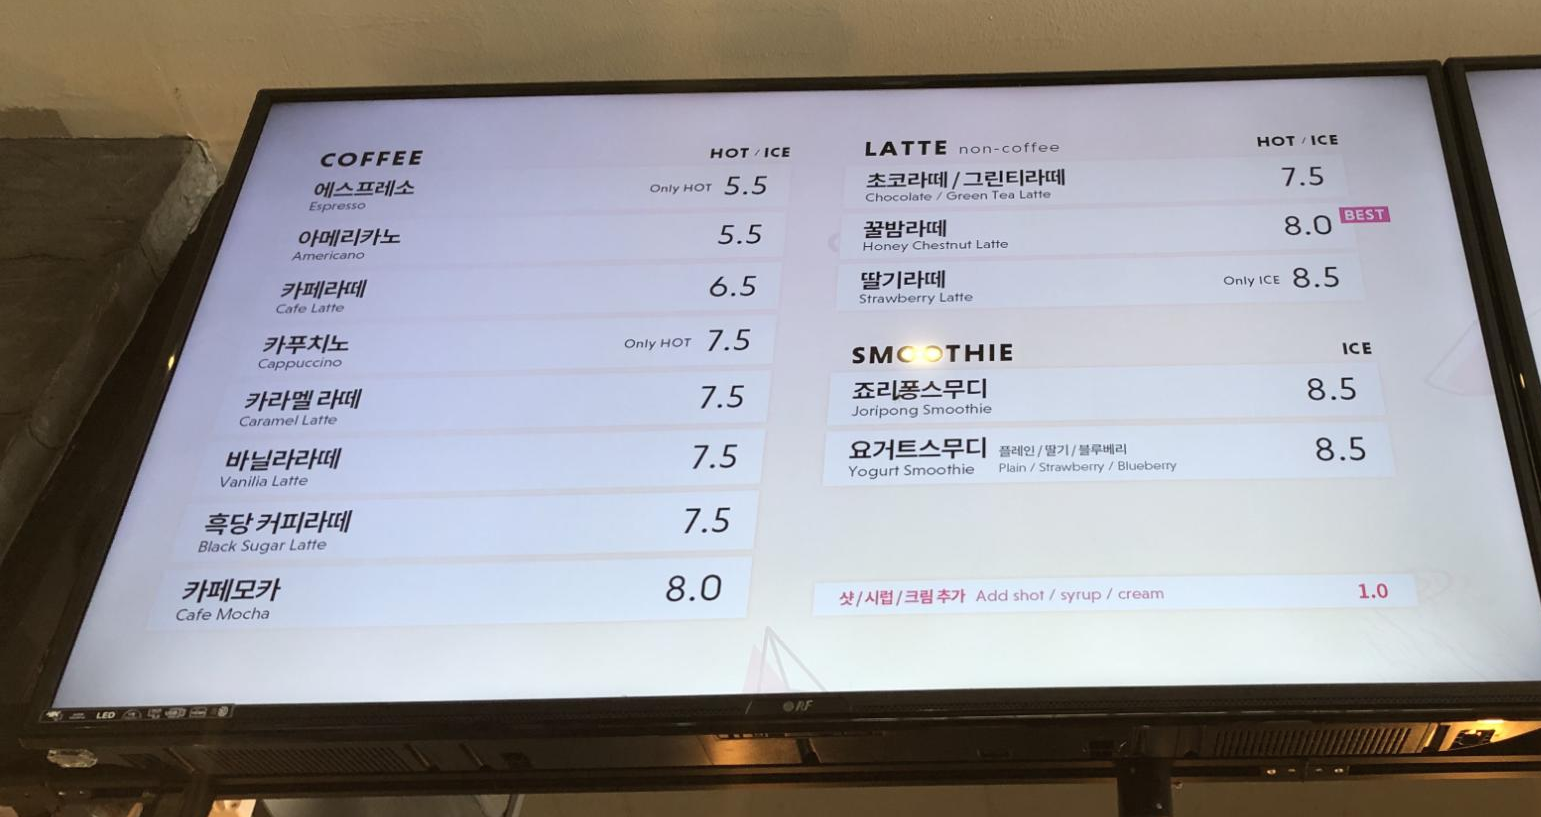 COFFEE HOT / ICE
에스프레소 Only HOT 5.5
Espresso
아메리카노 5.5
Americano
카페라떼 6.5
Cafe Latte
카푸치노 Only HOT 7.5
Cappuccino
카라멜 라떼 7.5
Caramel Latte
바닐라라떼 7.5
Vanilia Latte
흑당 커피라떼 7.5
Black Sugar Latte
카페모카 8.0
Cafe Mocha
LATTE non-coffee HOT / ICE
초코라떼 / 그린티라떼 7.5
Chocolate / Green Tea Latte
꿀밤라떼 8.0 BEST
Honey Chestnut Latte
딸기라떼 Only ICE 8.5
Strawberry Latte
SMOOTHIE ICE
죠리퐁스무디 8.5
Joripong Smoothie
요거트스무디 플레인 / 딸기 / 블루베리 8.5
Yogurt Smoothie Plain / Strawberry / Blueberry
샷 / 시럽 / 크림 추가 Add shot / syrup / cream 1.0
LED